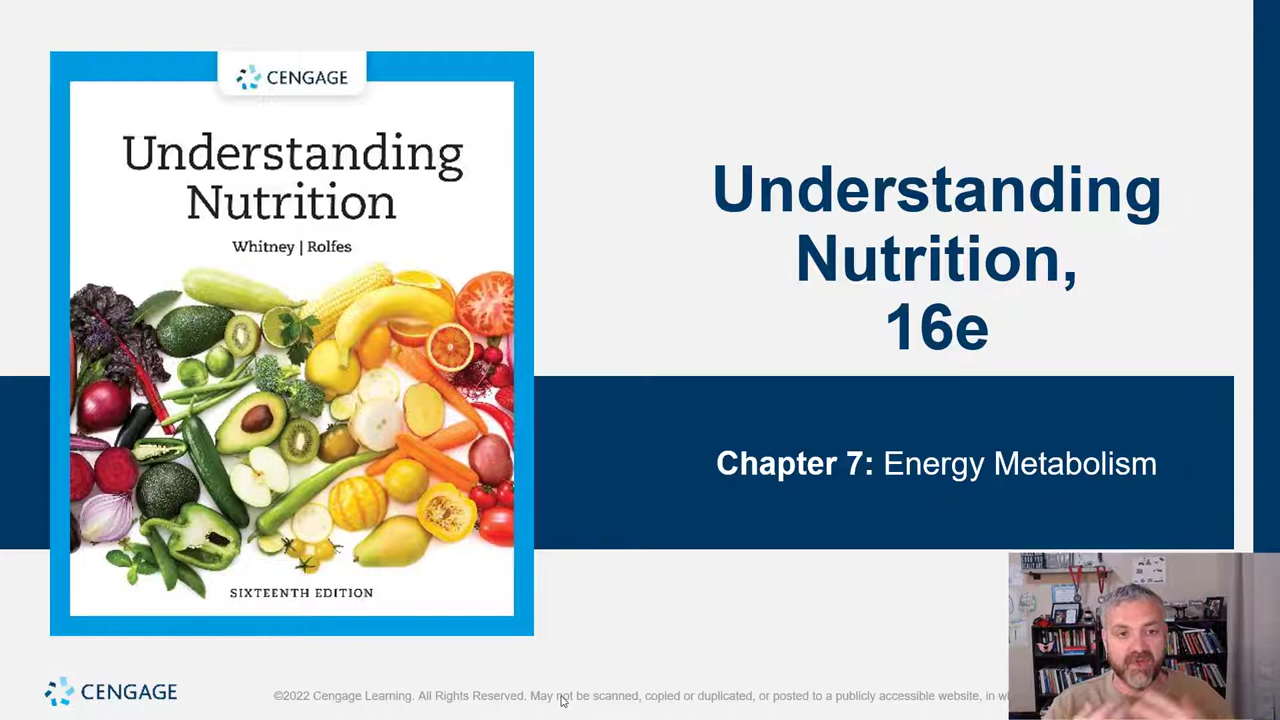 CENGAGE
Understanding
Nutrition
Whitney | Rolfes
SIXTEENTH EDITION
Understanding
Nutrition,
16e
Chapter 7: Energy Metabolism
CENGAGE
©2022 Cengage Learning. All Rights Reserved. May not be scanned, copied or duplicated, or posted to a publicly accessible website, in